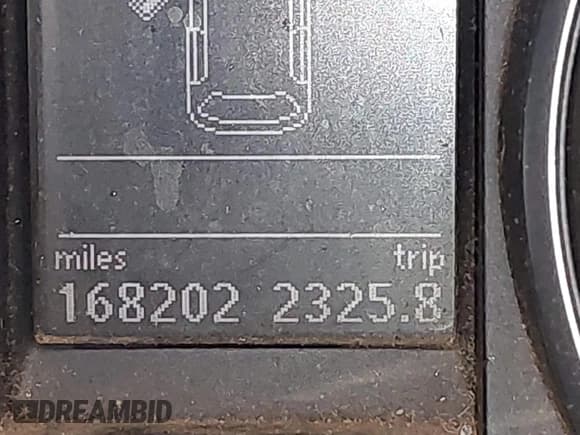 miles trip
168202 2325.8
DREAMBID